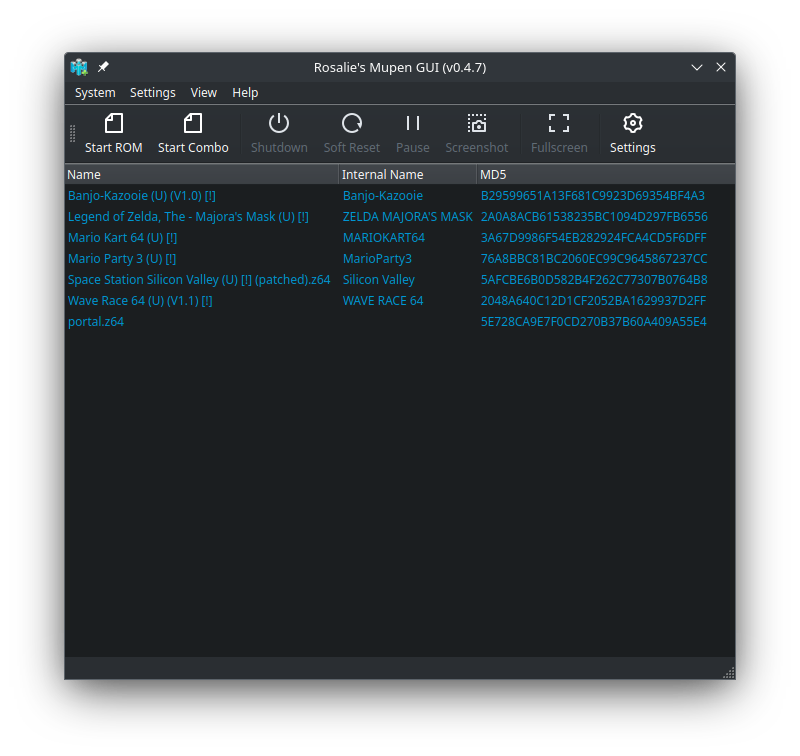 Rosalie's Mupen GUI (v0.4.7)
System Settings View Help
Start ROM Start Combo Shutdown Soft Reset Pause Screenshot Fullscreen Settings
Name Internal Name MD5
Banjo-Kazooie (U) (V1.0) [!] Banjo-Kazooie B29599651A13F681C9923D69354BF4A3
Legend of Zelda, The - Majora's Mask (U) [!] ZELDA MAJORA'S MASK 2A0A8ACB61538235BC1094D297FB6556
Mario Kart 64 (U) [!] MARIOKART64 3A67D9986F54EB282924FCA4CD5F6DFF
Mario Party 3 (U) [!] MarioParty3 76A8BBC81BC2060EC99C9645867237CC
Space Station Silicon Valley (U) [!] (patched).z64 Silicon Valley 5AFCBE6B0D582B4F262C77307B0764B8
Wave Race 64 (U) (V1.1) [!] WAVE RACE 64 2048A640C12D1CF2052BA1629937D2FF
portal.z64 5E728CA9E7F0CD270B37B60A409A55E4